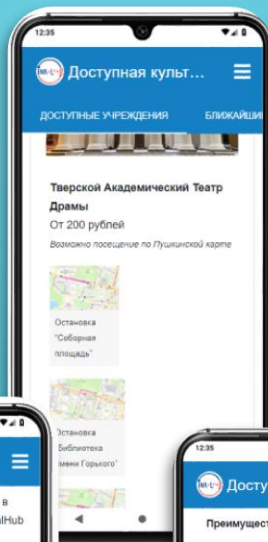 12:35
Доступная культ...
ДОСТУПНЫЕ УЧРЕЖДЕНИЯ БЛИЖАЙШИ
Тверской Академический Театр
Драмы
От 200 рублей
Возможно посещение по Пушкинской карте
Остановка
"Соборная
площадь"
Остановка
"Библиотека
имени Горького"
в
alHub
12:35
Досту
Преимущест